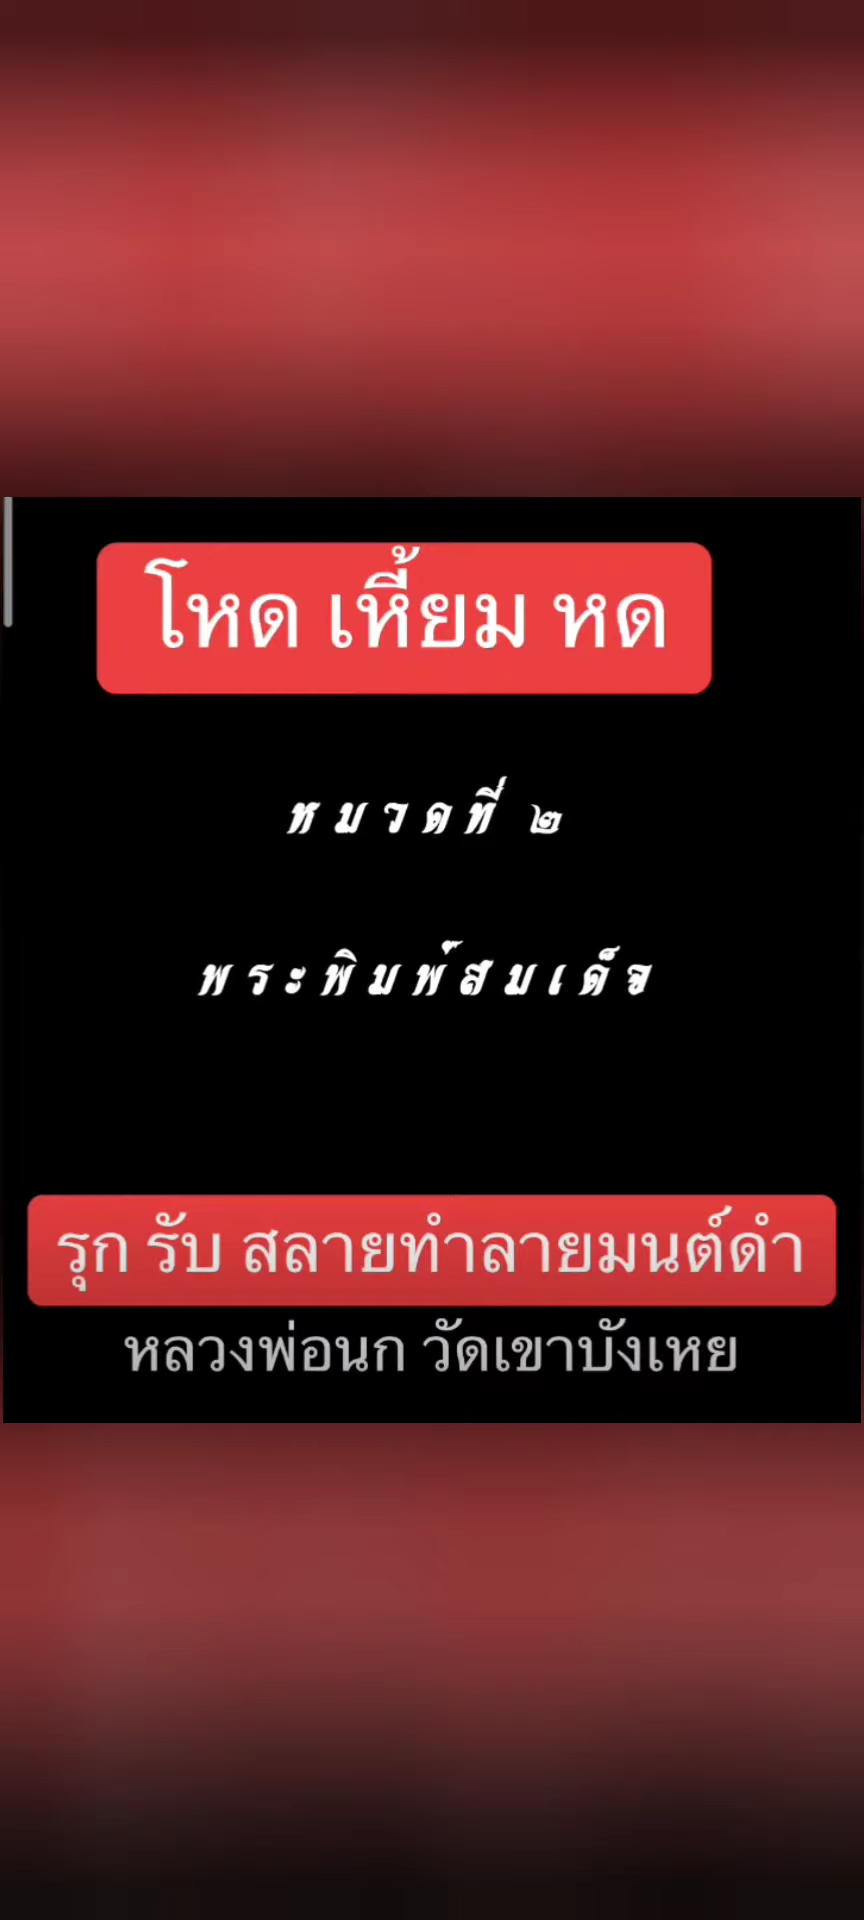 โหด เหี้ยม หด
หมวดที่ ๒
พระพิมพ์สมเด็จ
รุก รับ สลายทำลายมนต์ดำ
หลวงพ่อนก วัดเขาบังเหย